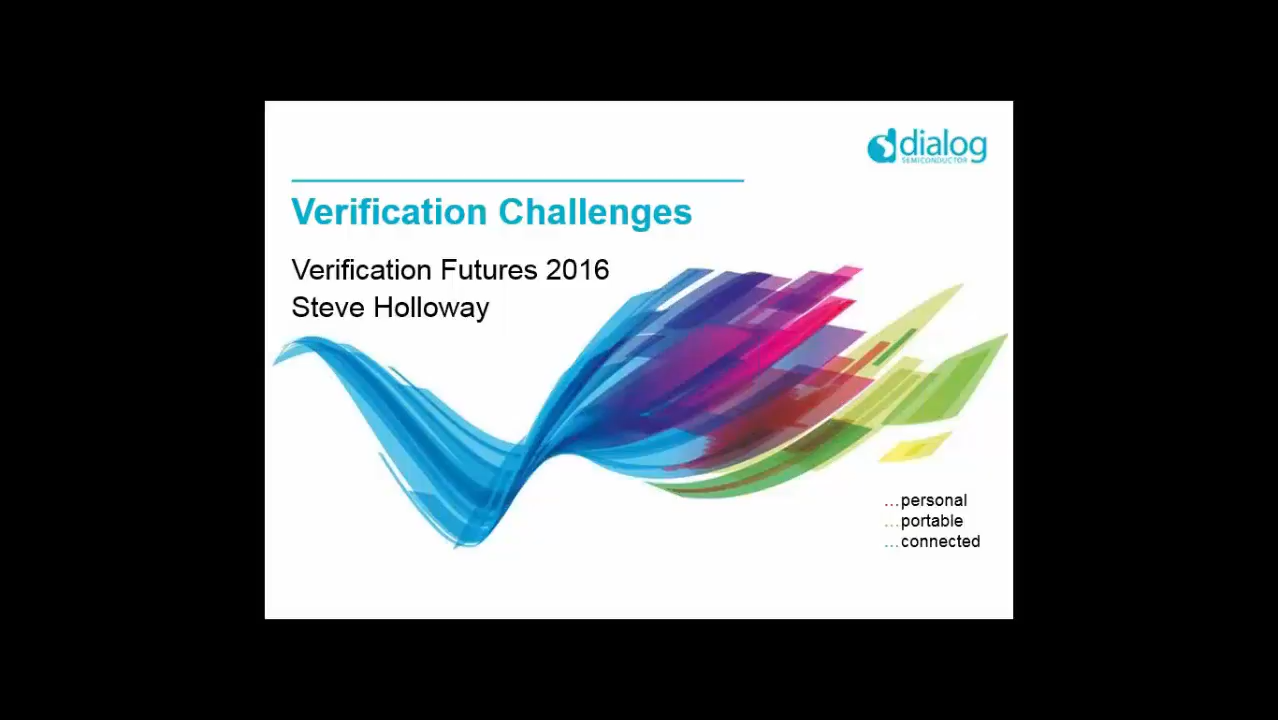 dialog
SEMICONDUCTOR
Verification Challenges
Verification Futures 2016
Steve Holloway
...personal
...portable
...connected